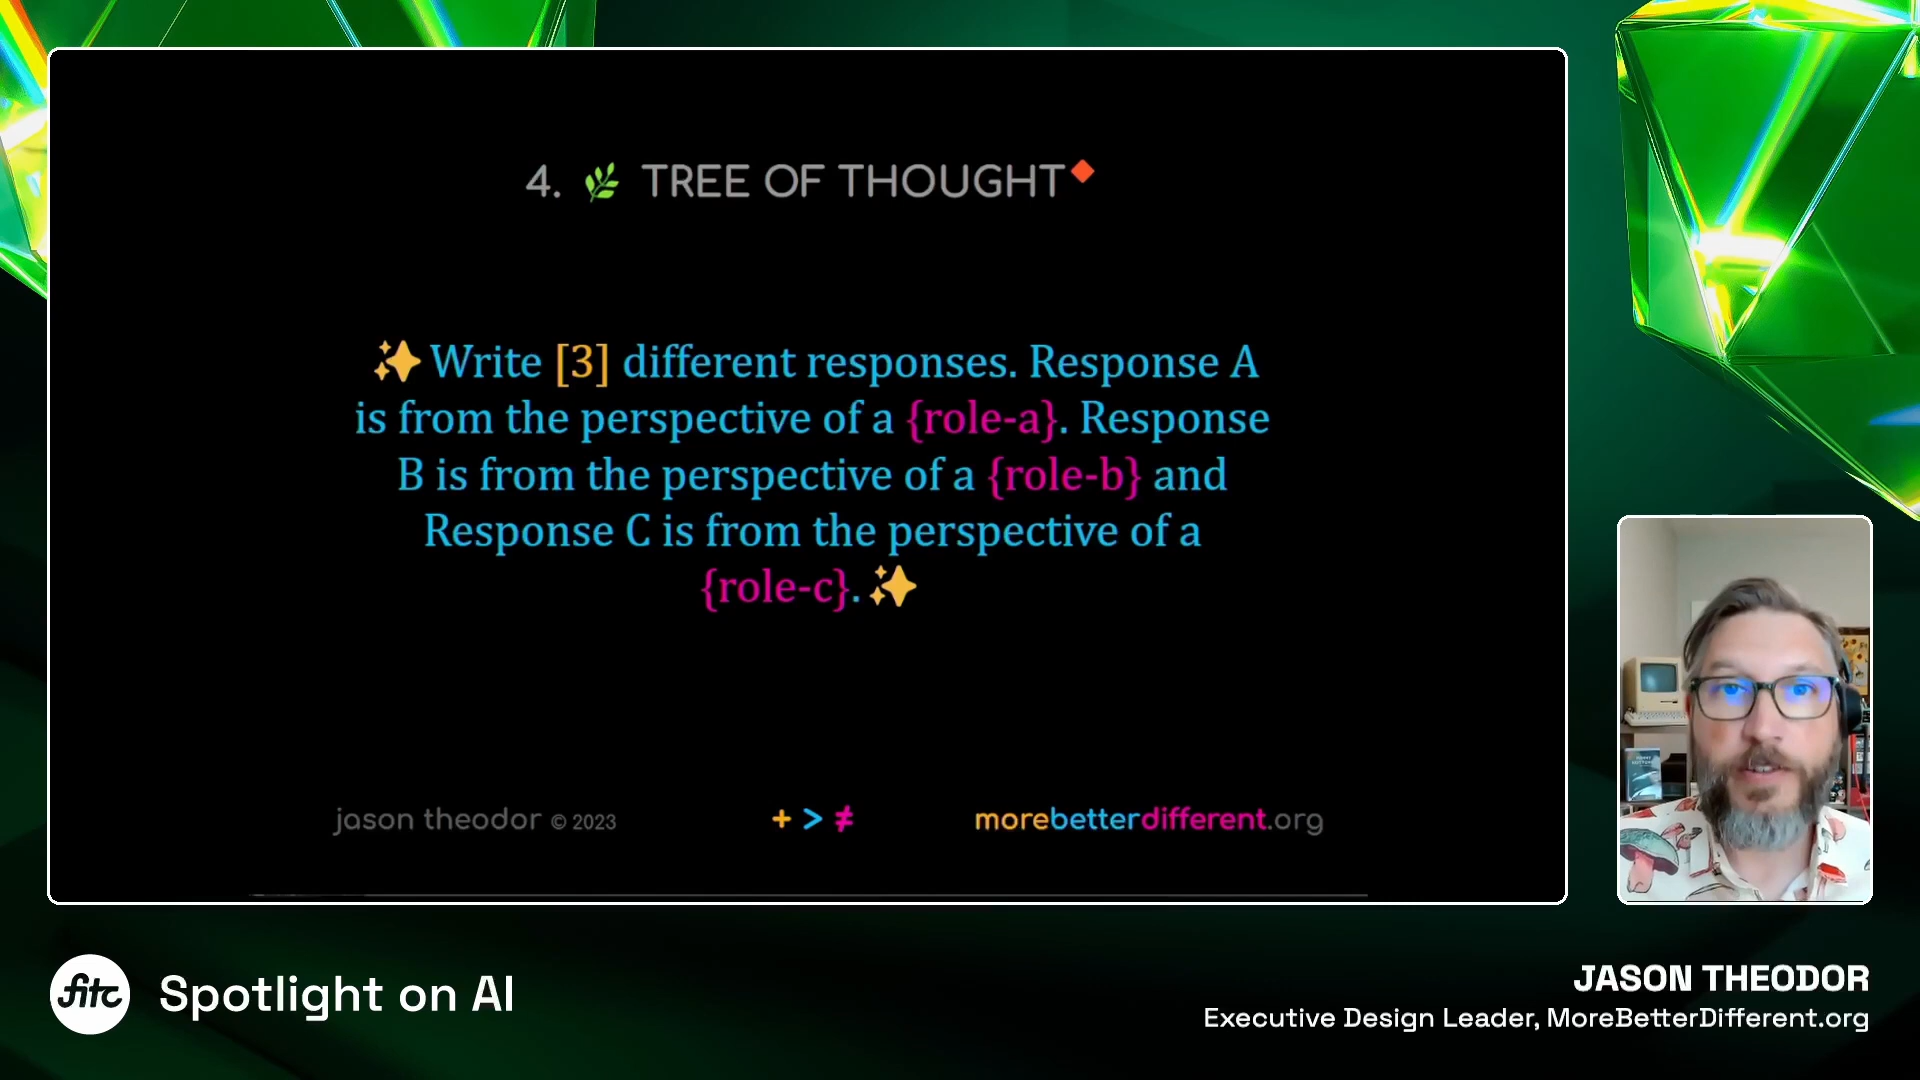 4. TREE OF THOUGHT
Write [3] different responses. Response A
is from the perspective of a {role-a}. Response
B is from the perspective of a {role-b} and
Response C is from the perspective of a
{role-c}.
jason theodor © 2023
+ > ≠
morebetterdifferent.org
fitc
Spotlight on AI
JASON THEODOR
Executive Design Leader, MoreBetterDifferent.org